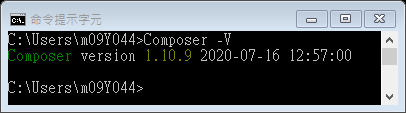 命令提示字元
C:\Users\m09Y044>Composer -V
Composer version 1.10.9 2020-07-16 12:57:00
C:\Users\m09Y044>